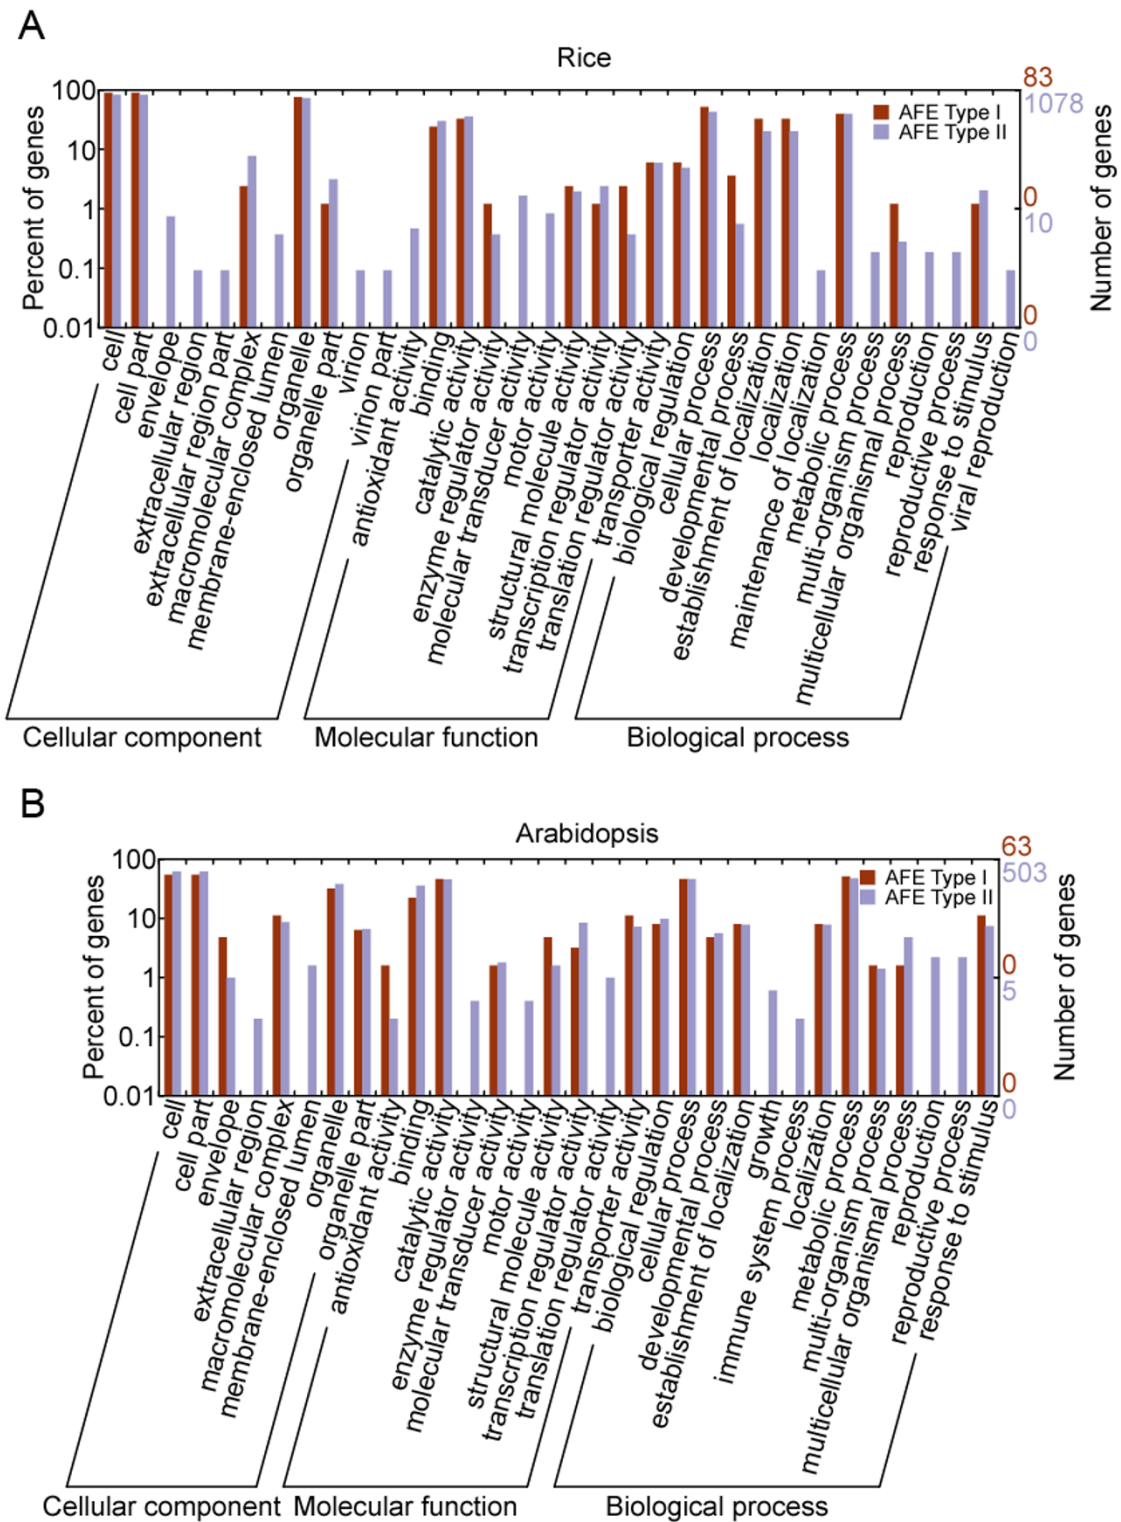 A
Rice
100
10
1
0.1
0.01
Percent of genes
AFE Type I
AFE Type II
83
1078
0
10
0
0
Number of genes
cell
cell part
envelope
extracellular region
extracellular region part
macromolecular complex
membrane-enclosed lumen
organelle
organelle part
virion
virion part
antioxidant activity
binding
catalytic activity
enzyme regulator activity
molecular transducer activity
motor activity
structural molecule activity
transcription regulator activity
translation regulator activity
transporter activity
biological regulation
cellular process
developmental process
establishment of localization
localization
maintenance of localization
metabolic process
multi-organism process
multicellular organismal process
reproduction
reproductive process
response to stimulus
viral reproduction
Cellular component
Molecular function
Biological process
B
Arabidopsis
100
10
1
0.1
0.01
Percent of genes
AFE Type I
AFE Type II
63
503
0
5
0
0
Number of genes
cell
cell part
envelope
extracellular region
macromolecular complex
membrane-enclosed lumen
organelle
organelle part
antioxidant activity
binding
catalytic activity
enzyme regulator activity
molecular transducer activity
motor activity
structural molecule activity
transcription regulator activity
translation regulator activity
transporter activity
biological regulation
cellular process
developmental process
establishment of localization
growth
immune system process
localization
metabolic process
multi-organism process
multicellular organismal process
reproduction
reproductive process
response to stimulus
Cellular component
Molecular function
Biological process